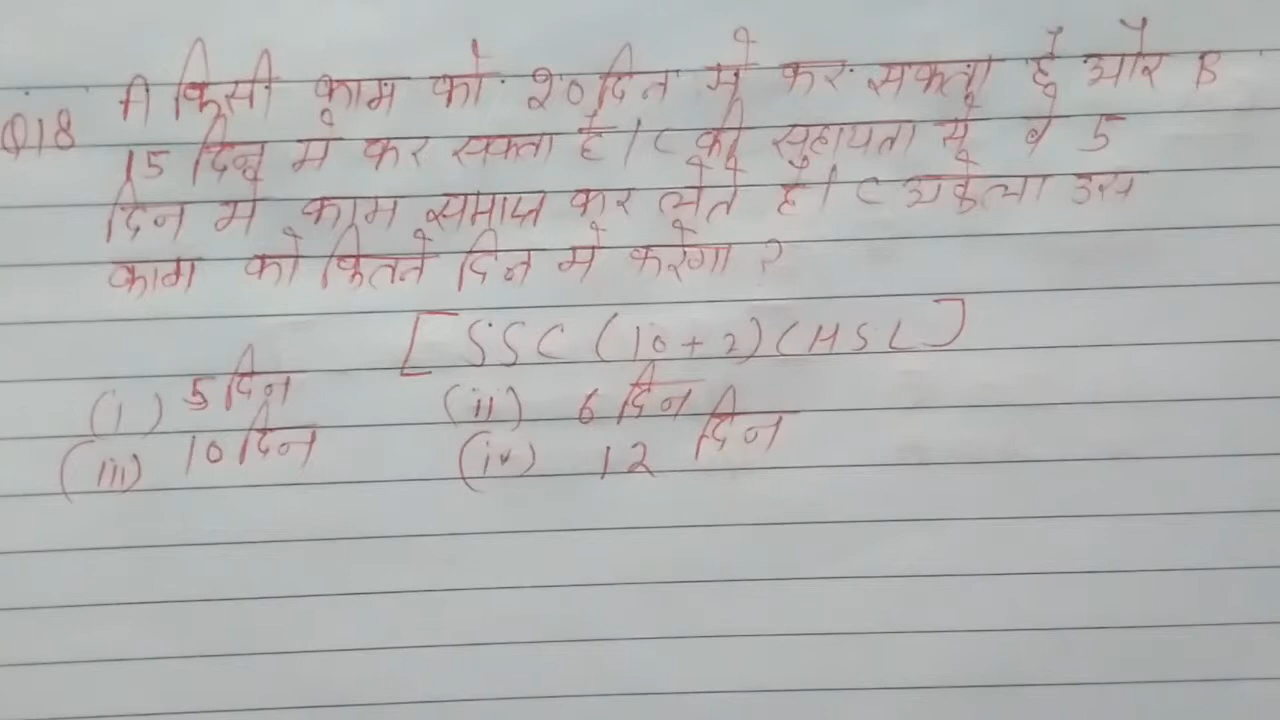 Q18 A किसी काम को 20 दिन मे कर सकता है और B
15 दिन मे कर सकता है। C की सहायता से वे 5
दिन मे काम समाप्त कर लेते है। C अकेला उस
काम को कितने दिन मे करेगा ?
[SSC (10+2) CHSL]
(i) 5 दिन (ii) 6 दिन
(iii) 10 दिन (iv) 12 दिन